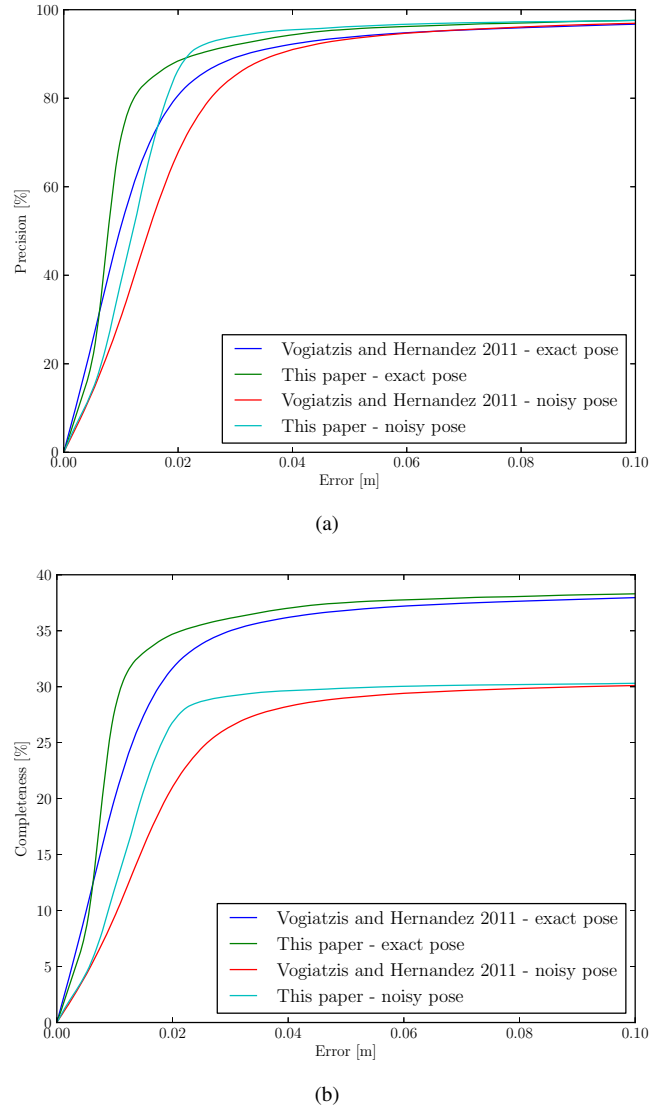 100
80
60
40
20
0
Precision [%]
0.00 0.02 0.04 0.06 0.08 0.10
Error [m]
Vogiatzis and Hernandez 2011 - exact pose
This paper - exact pose
Vogiatzis and Hernandez 2011 - noisy pose
This paper - noisy pose
(a)
40
35
30
25
20
15
10
5
0
Completeness [%]
0.00 0.02 0.04 0.06 0.08 0.10
Error [m]
Vogiatzis and Hernandez 2011 - exact pose
This paper - exact pose
Vogiatzis and Hernandez 2011 - noisy pose
This paper - noisy pose
(b)